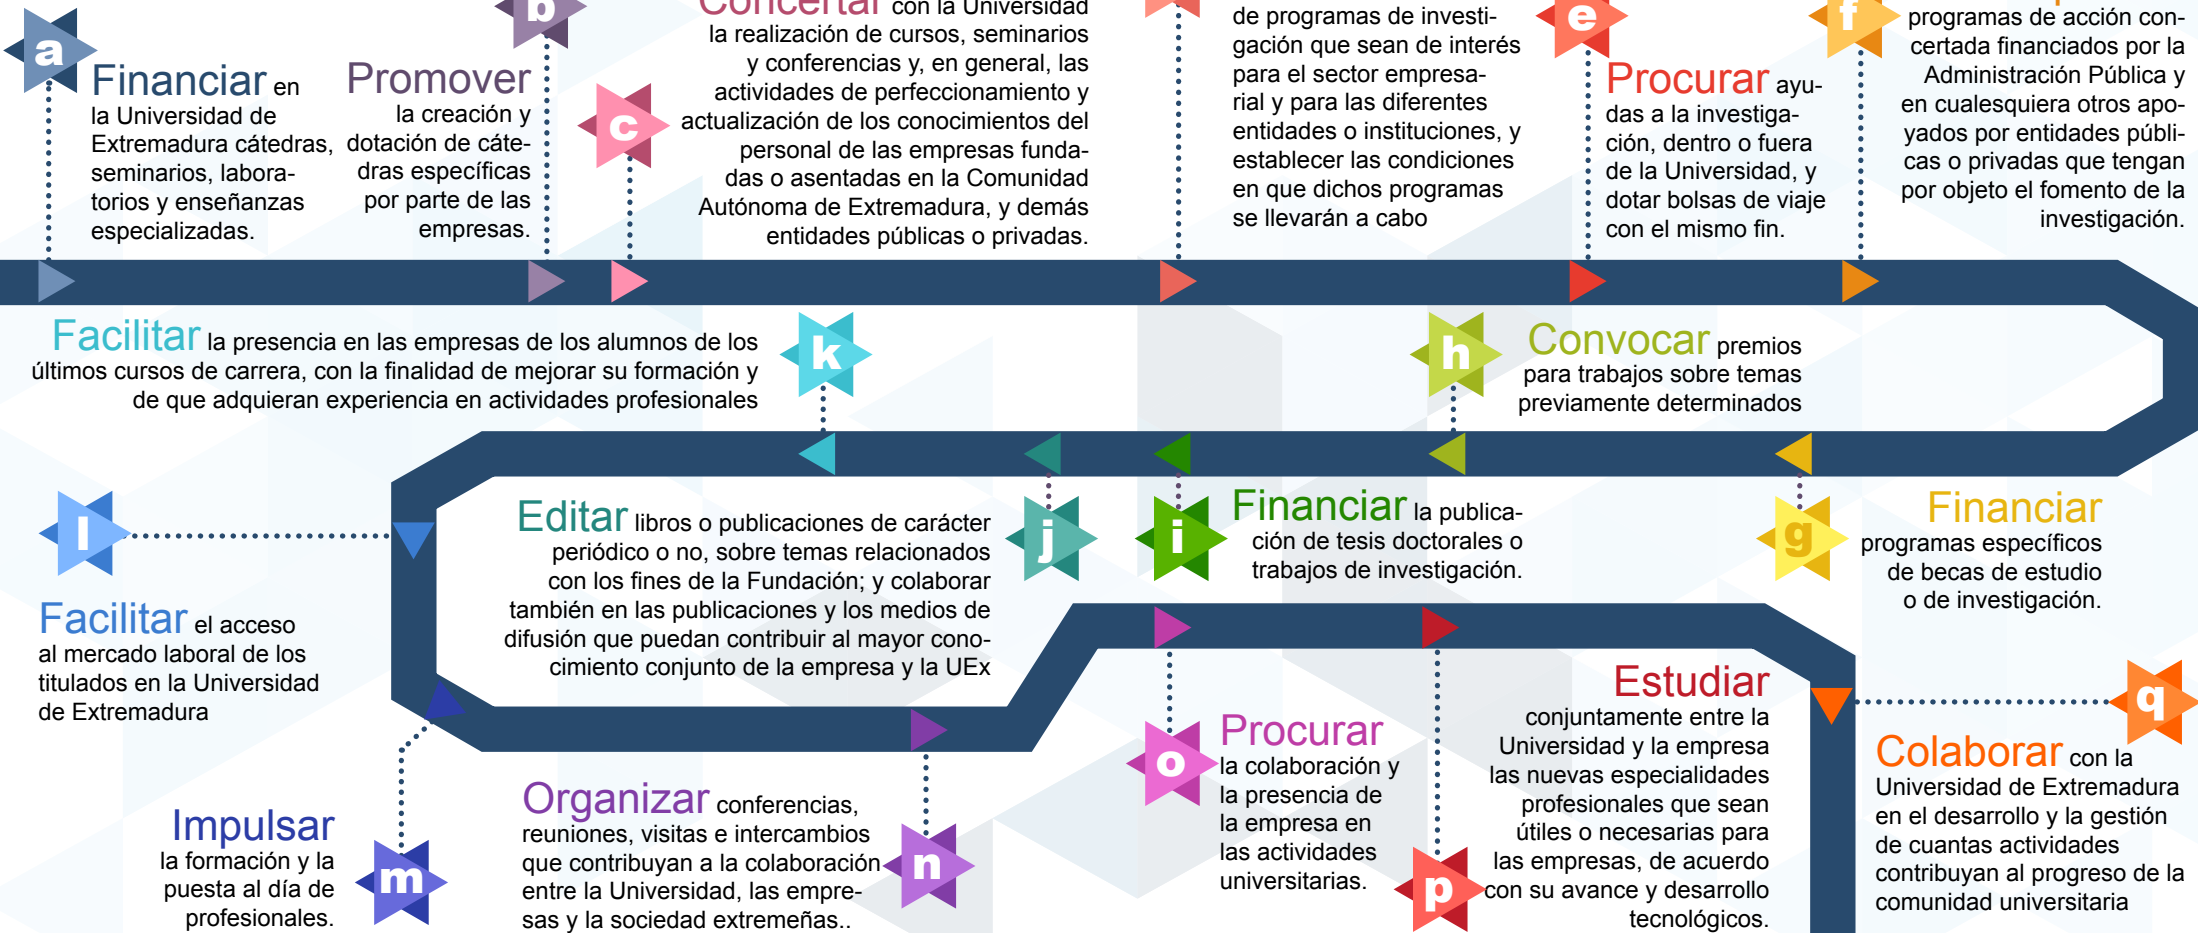 a
Financiar en
la Universidad de
Extremadura cátedras,
seminarios, labora-
torios y enseñanzas
especializadas.
b
Promover
la creación y
dotación de cáte-
dras específicas
por parte de las
empresas.
c
Concertar con la Universidad
la realización de cursos, seminarios
y conferencias y, en general, las
actividades de perfeccionamiento y
actualización de los conocimientos del
personal de las empresas funda-
das o asentadas en la Comunidad
Autónoma de Extremadura, y demás
entidades públicas o privadas.
de programas de investi-
gación que sean de interés
para el sector empresa-
rial y para las diferentes
entidades o instituciones, y
establecer las condiciones
en que dichos programas
se llevarán a cabo
e
Procurar ayu-
das a la investiga-
ción, dentro o fuera
de la Universidad, y
dotar bolsas de viaje
con el mismo fin.
f
programas de acción con-
certada financiados por la
Administración Pública y
en cualesquiera otros apo-
yados por entidades públi-
cas o privadas que tengan
por objeto el fomento de la
investigación.
Facilitar la presencia en las empresas de los alumnos de los
últimos cursos de carrera, con la finalidad de mejorar su formación y
de que adquieran experiencia en actividades profesionales
k
h
Convocar premios
para trabajos sobre temas
previamente determinados
l
Facilitar el acceso
al mercado laboral de los
titulados en la Universidad
de Extremadura
Editar libros o publicaciones de carácter
periódico o no, sobre temas relacionados
con los fines de la Fundación; y colaborar
también en las publicaciones y los medios de
difusión que puedan contribuir al mayor cono-
cimiento conjunto de la empresa y la UEx
j
i
Financiar la publica-
ción de tesis doctorales o
trabajos de investigación.
g
Financiar
programas específicos
de becas de estudio
o de investigación.
Impulsar
la formación y la
puesta al día de
profesionales.
m
Organizar conferencias,
reuniones, visitas e intercambios
que contribuyan a la colaboración
entre la Universidad, las empre-
sas y la sociedad extremeñas..
n
o
Procurar
la colaboración y
la presencia de
la empresa en
las actividades
universitarias.
p
Estudiar
conjuntamente entre la
Universidad y la empresa
las nuevas especialidades
profesionales que sean
útiles o necesarias para
las empresas, de acuerdo
con su avance y desarrollo
tecnológicos.
q
Colaborar con la
Universidad de Extremadura
en el desarrollo y la gestión
de cuantas actividades
contribuyan al progreso de la
comunidad universitaria